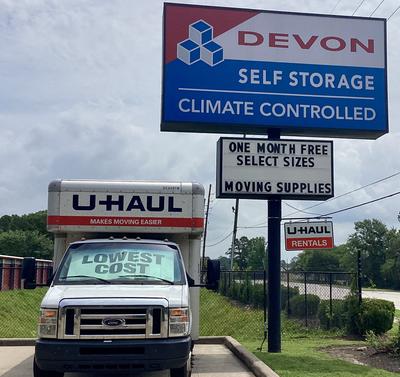 DEVON
SELF STORAGE
CLIMATE CONTROLLED
ONE MONTH FREE
SELECT SIZES
MOVING SUPPLIES
U-HAUL
RENTALS
U-HAUL
MAKES MOVING EASIER
LOWEST
COST
Ford